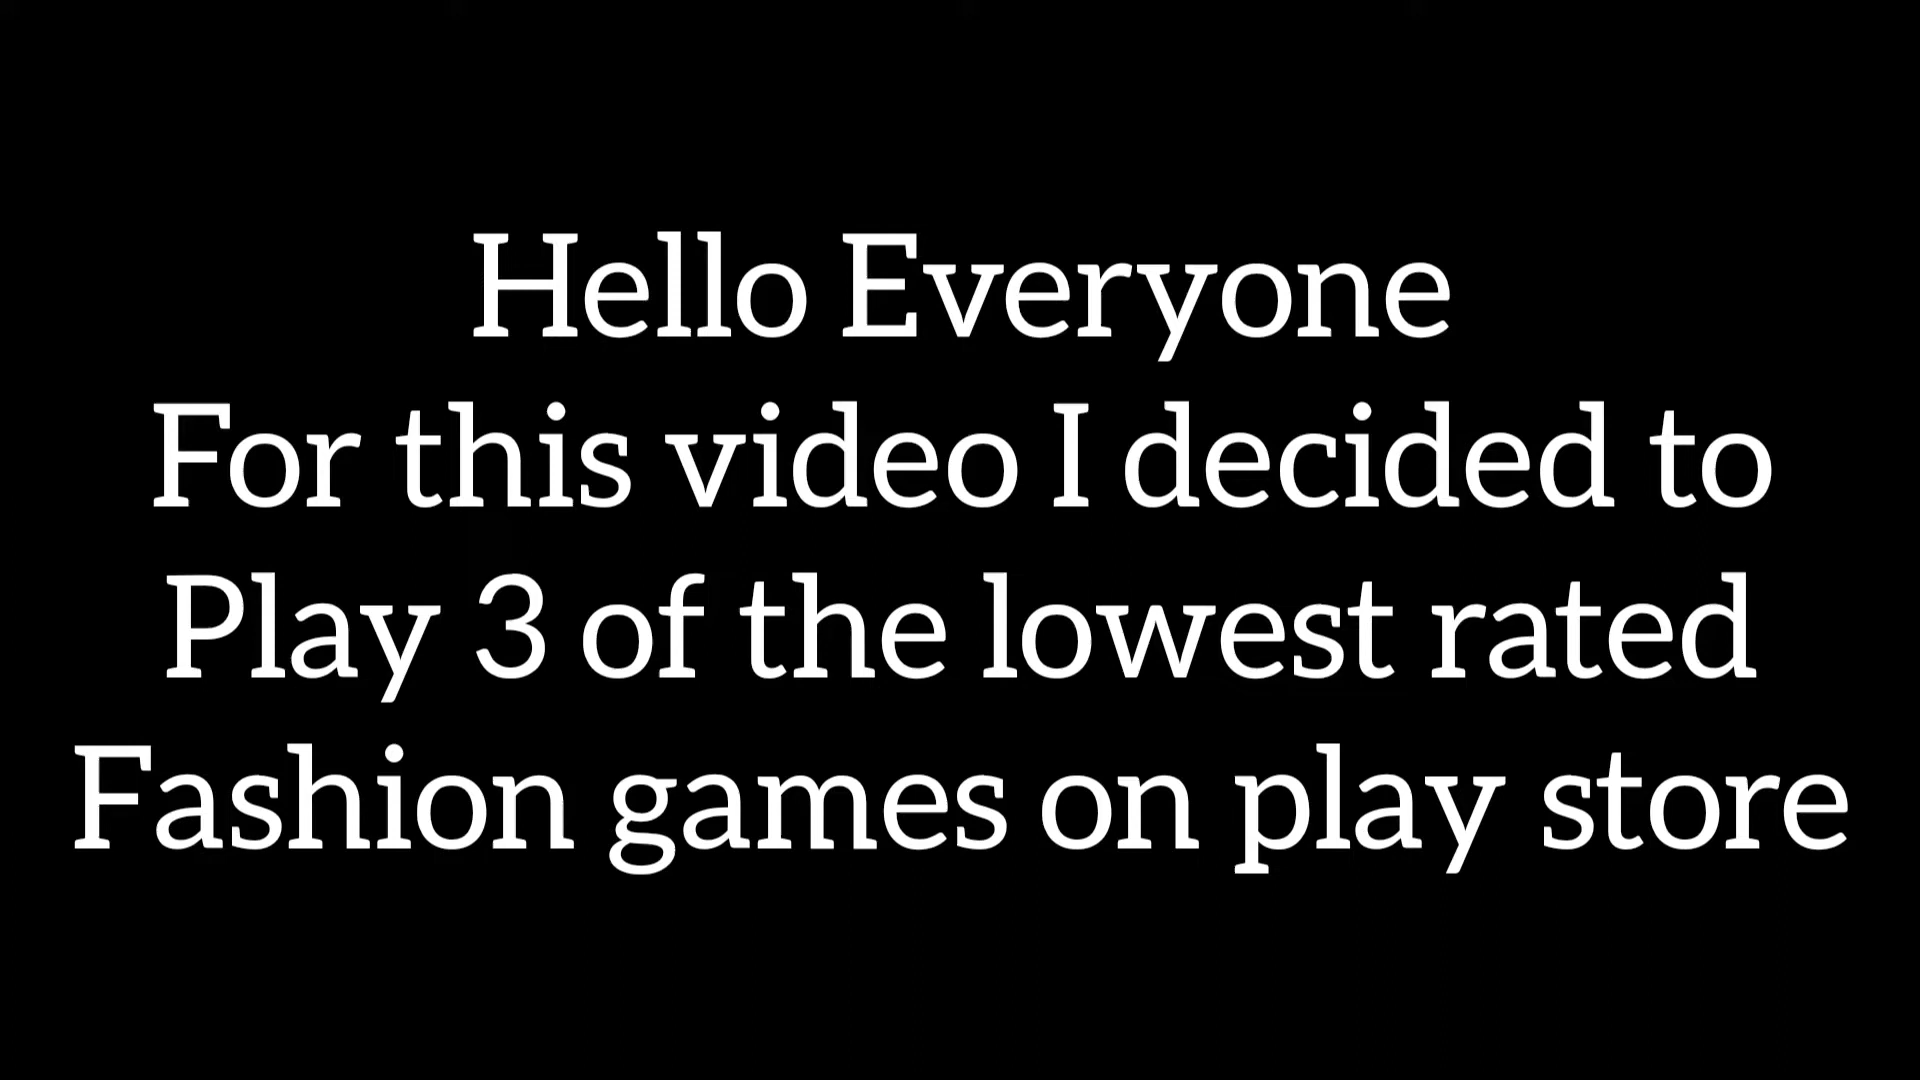 Hello Everyone
For this video I decided to
Play 3 of the lowest rated
Fashion games on play store